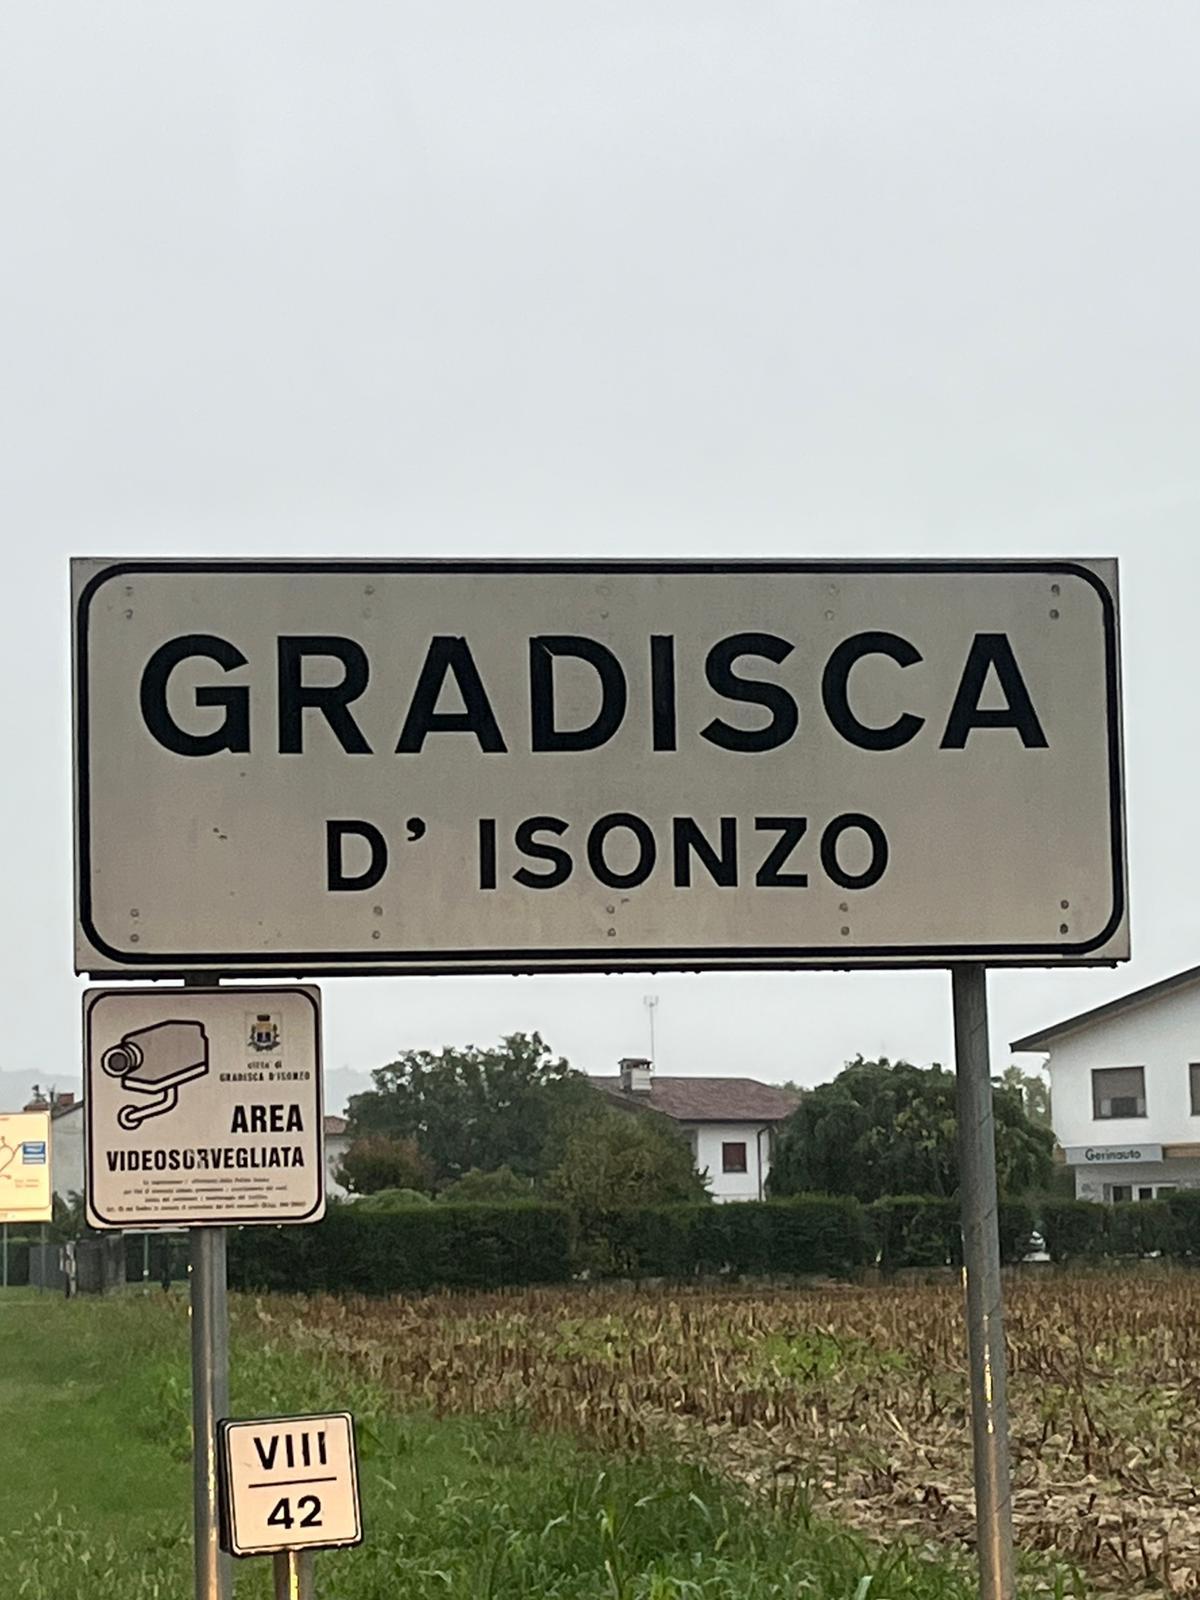 GRADISCA
D' ISONZO
città di
GRADISCA D'ISONZO
AREA
VIDEOSORVEGLIATA
VIII
42
Gerinauto